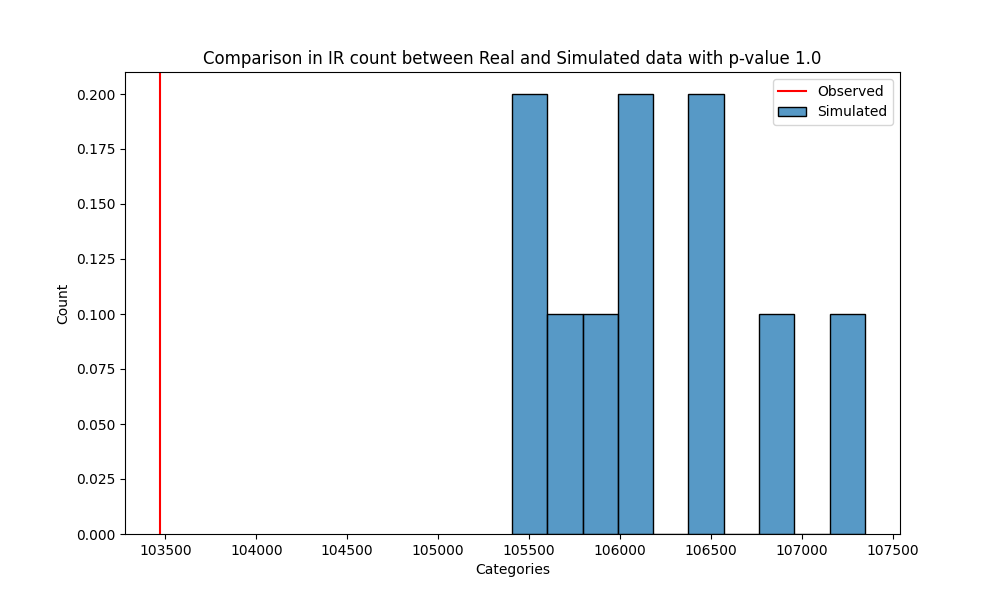 Comparison in IR count between Real and Simulated data with p-value 1.0
Observed
Simulated
Count
0.200
0.175
0.150
0.125
0.100
0.075
0.050
0.025
0.000
103500 104000 104500 105000 105500 106000 106500 107000 107500
Categories